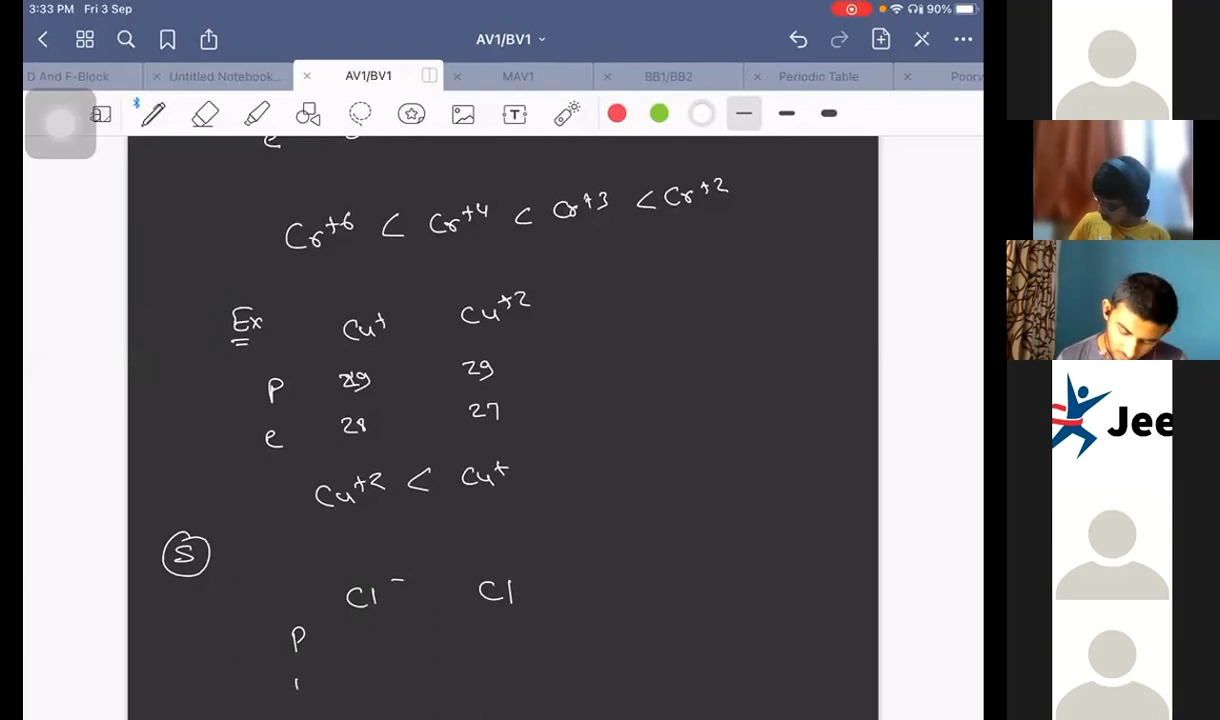 3:33 PM Fri 3 Sep
90%
AV1/BV1
D And F-Block
Untitled Notebook...
AV1/BV1
MAV1
BB1/BB2
Periodic Table
Poorv
e
Cr+6 < Cr+4 < Cr+3 < Cr+2
Ex Cu+ Cu+2
p 29 29
e 28 27
Cu+2 < Cu+
5
Cl- Cl
p
Jee